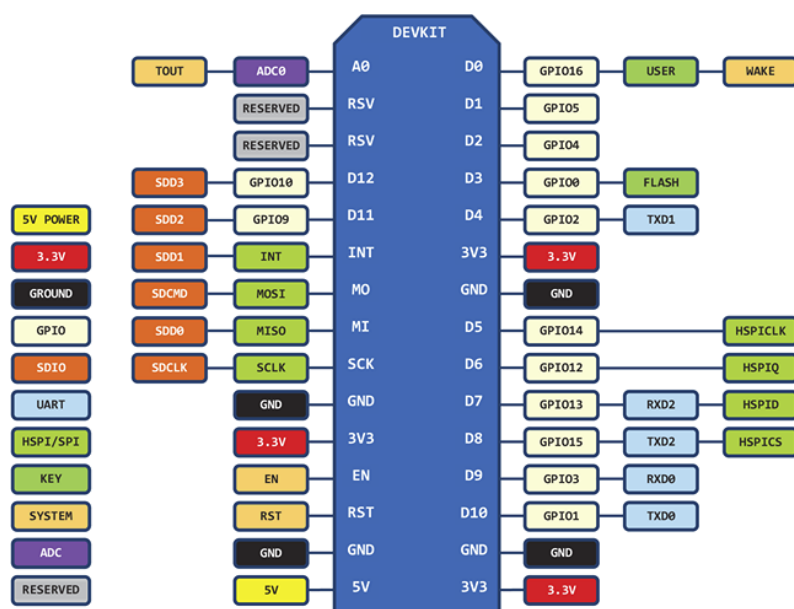 DEVKIT
TOUT ADC0 A0 D0 GPIO16 USER WAKE
RESERVED RSV D1 GPIO5
RESERVED RSV D2 GPIO4
SDD3 GPIO10 D12 D3 GPIO0 FLASH
5V POWER SDD2 GPIO9 D11 D4 GPIO2 TXD1
3.3V SDD1 INT INT 3V3 3.3V
GROUND SDCMD MOSI MO GND GND
GPIO SDD0 MISO MI D5 GPIO14 HSPICLK
SDIO SDCLK SCLK SCK D6 GPIO12 HSPIQ
UART GND GND D7 GPIO13 RXD2 HSPID
HSPI/SPI 3.3V 3V3 D8 GPIO15 TXD2 HSPICS
KEY EN EN D9 GPIO3 RXD0
SYSTEM RST RST D10 GPIO1 TXD0
ADC GND GND GND GND
RESERVED 5V 5V 3V3 3.3V